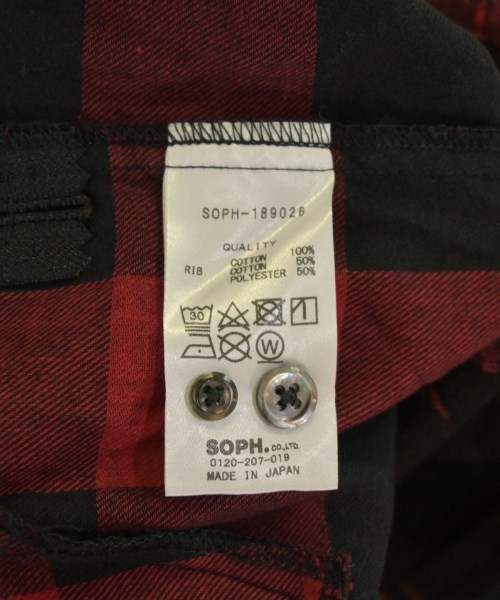 SOPH-189026
QUALITY
COTTON 100%
RIB COTTON 50%
POLYESTER 50%
30
W
SOPH.CO.,LTD.
0120-207-019
MADE IN JAPAN